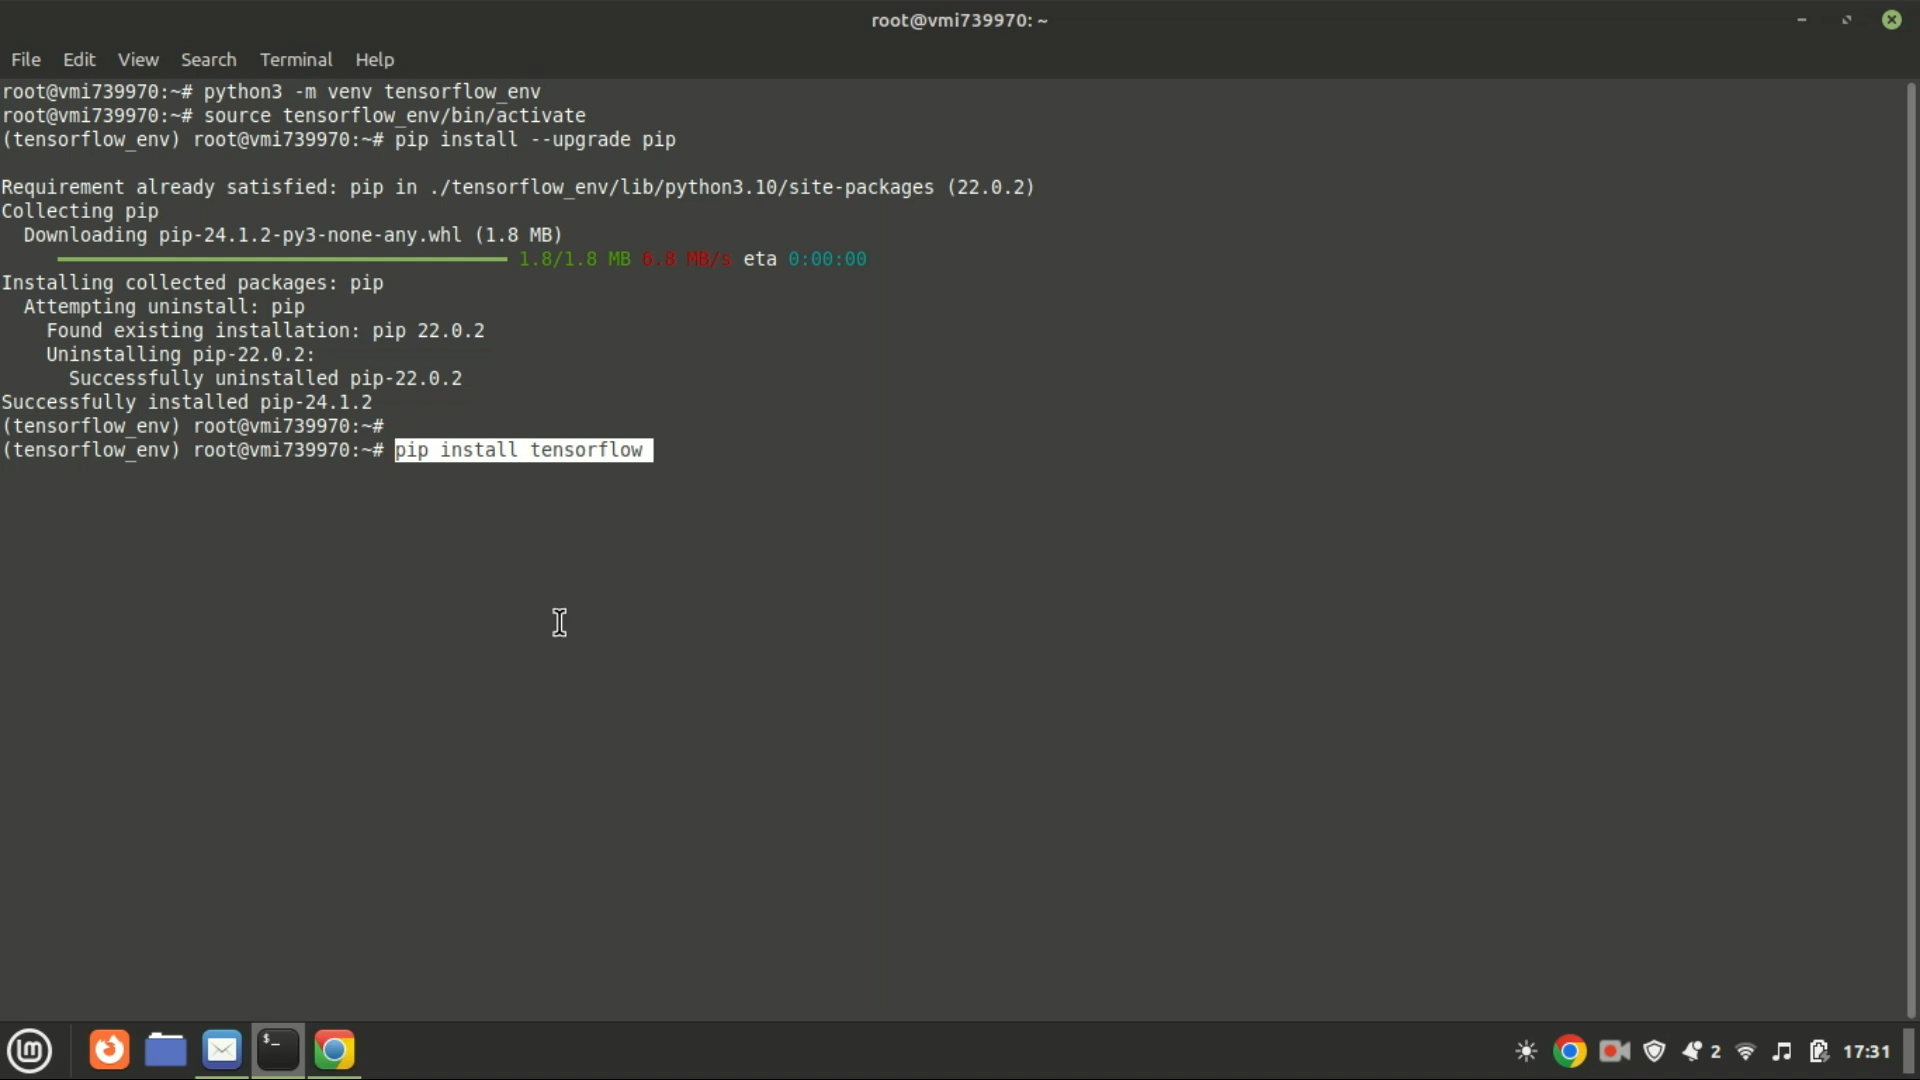 root@vmi739970: ~
File Edit View Search Terminal Help
root@vmi739970:~# python3 -m venv tensorflow_env
root@vmi739970:~# source tensorflow_env/bin/activate
(tensorflow_env) root@vmi739970:~# pip install --upgrade pip
Requirement already satisfied: pip in ./tensorflow_env/lib/python3.10/site-packages (22.0.2)
Collecting pip
Downloading pip-24.1.2-py3-none-any.whl (1.8 MB)
1.8/1.8 MB 6.8 MB/s eta 0:00:00
Installing collected packages: pip
Attempting uninstall: pip
Found existing installation: pip 22.0.2
Uninstalling pip-22.0.2:
Successfully uninstalled pip-22.0.2
Successfully installed pip-24.1.2
(tensorflow_env) root@vmi739970:~#
(tensorflow_env) root@vmi739970:~# pip install tensorflow
$_
2
17:31